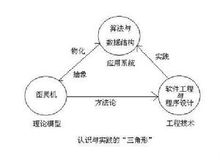 算法与
数据结构
应用系统
物化
抽象
实践
图灵机
方法论
软件工程
与
程序设计
理论模型
工程技术
认识与实践的“三角形”